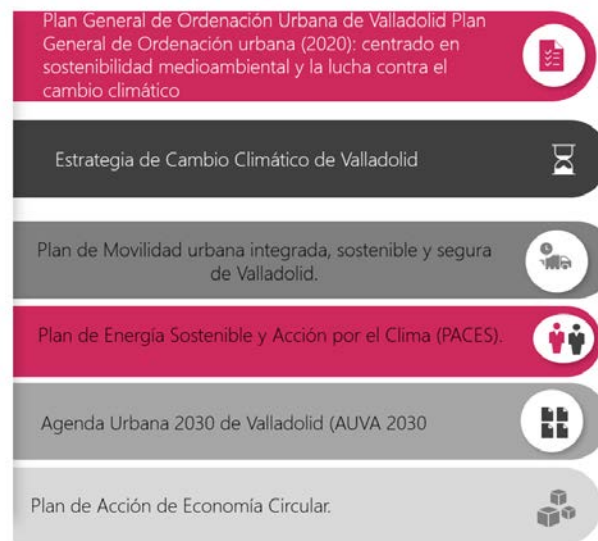 Plan General de Ordenación Urbana de Valladolid Plan
General de Ordenación urbana (2020): centrado en
sostenibilidad medioambiental y la lucha contra el
cambio climático
Estrategia de Cambio Climático de Valladolid
Plan de Movilidad urbana integrada, sostenible y segura
de Valladolid.
Plan de Energía Sostenible y Acción por el Clima (PACES).
Agenda Urbana 2030 de Valladolid (AUVA 2030
Plan de Acción de Economía Circular.